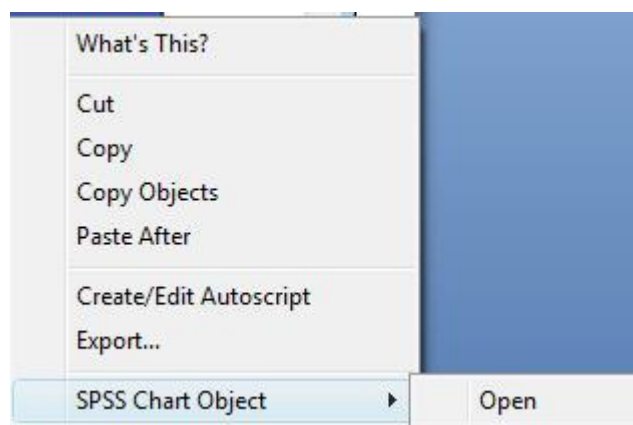 What's This?
Cut
Copy
Copy Objects
Paste After
Create/Edit Autoscript
Export...
SPSS Chart Object
Open